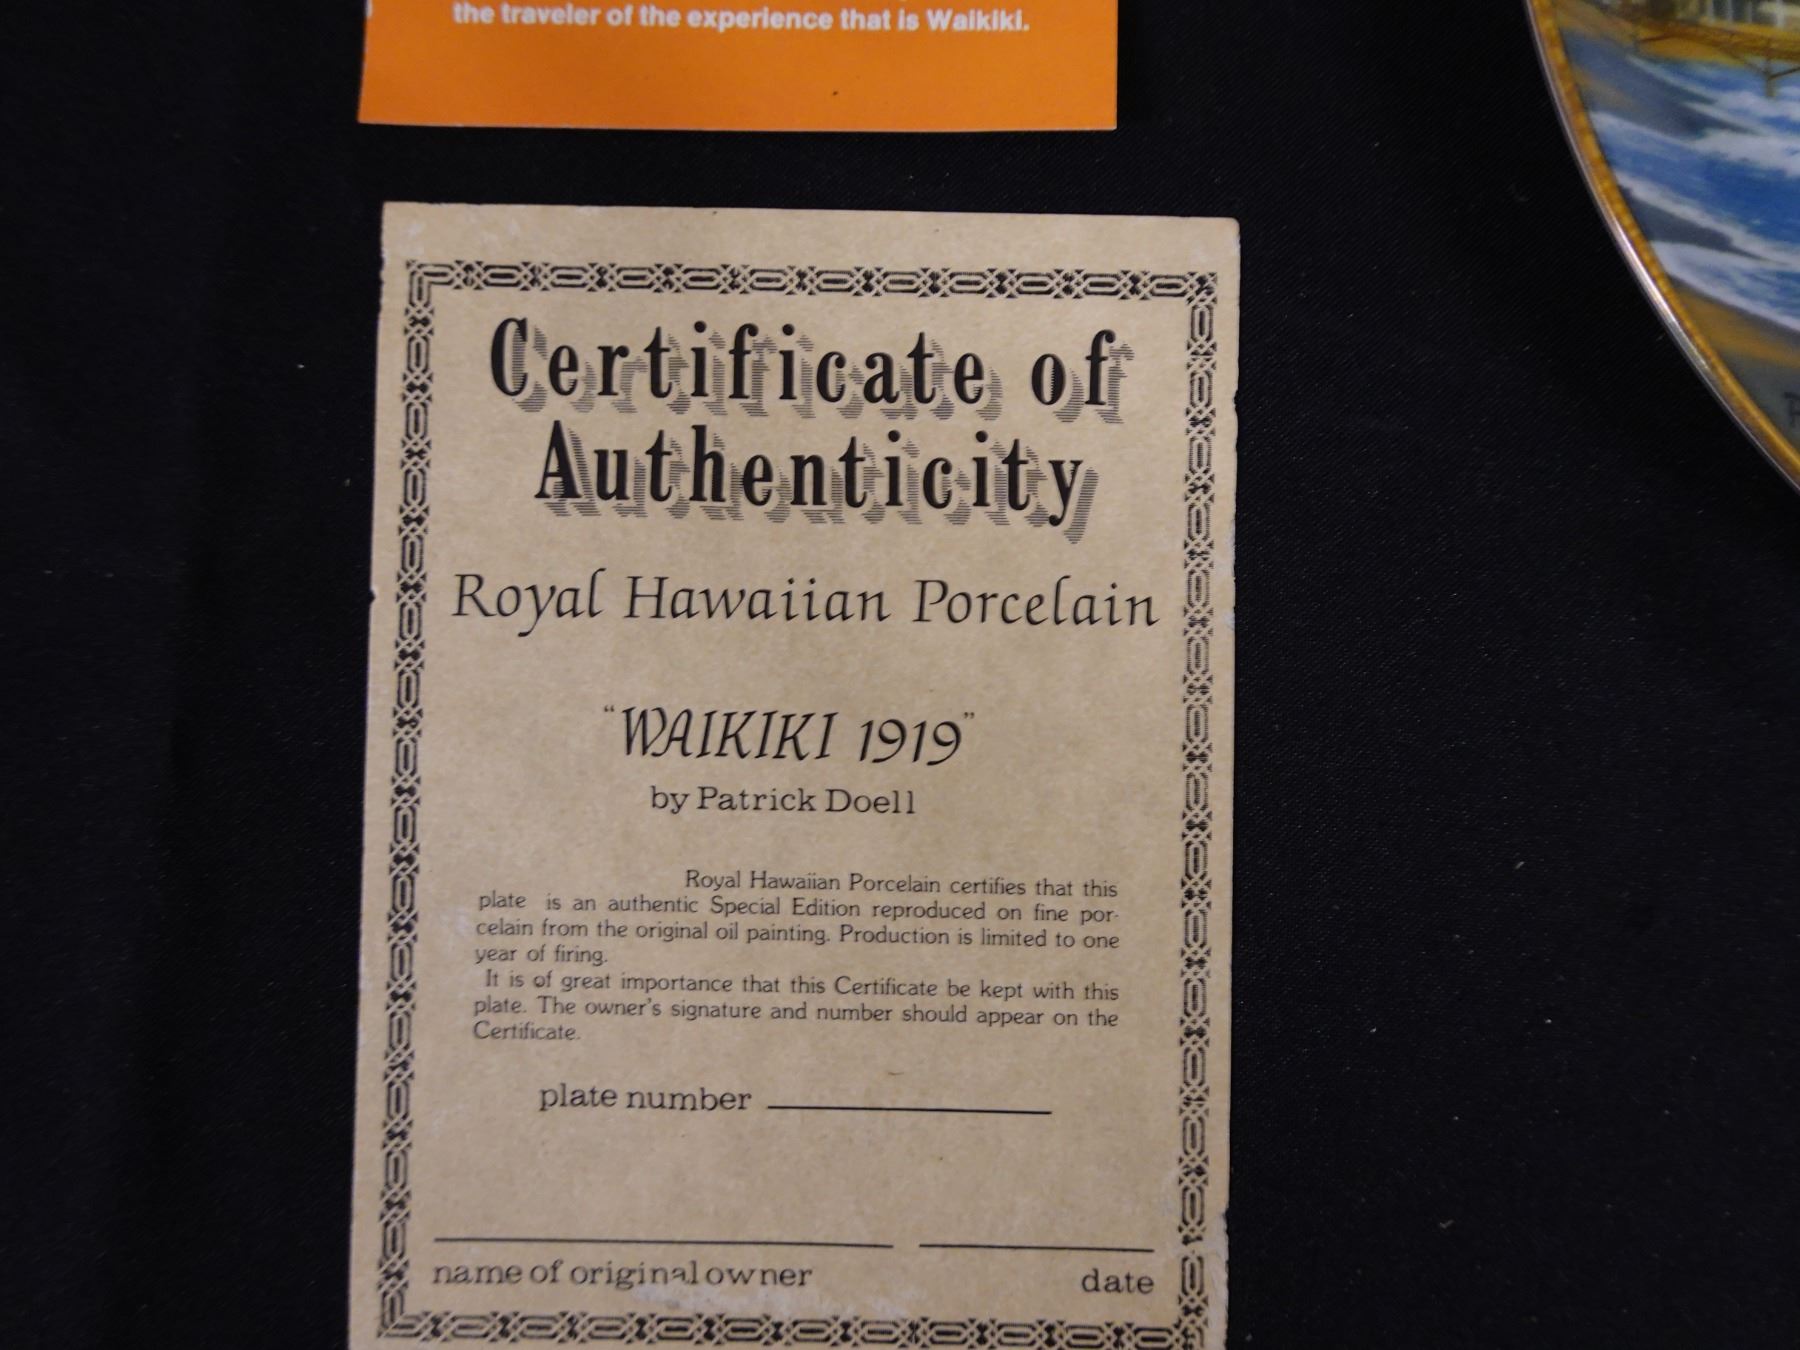 the traveler of the experience that is Waikiki.
Certificate of
Authenticity
Royal Hawaiian Porcelain
"WAIKIKI 1919"
by Patrick Doell
Royal Hawaiian Porcelain certifies that this
plate is an authentic Special Edition reproduced on fine por-
celain from the original oil painting. Production is limited to one
year of firing.
It is of great importance that this Certificate be kept with this
plate. The owner's signature and number should appear on the
Certificate.
plate number
name of original owner
date